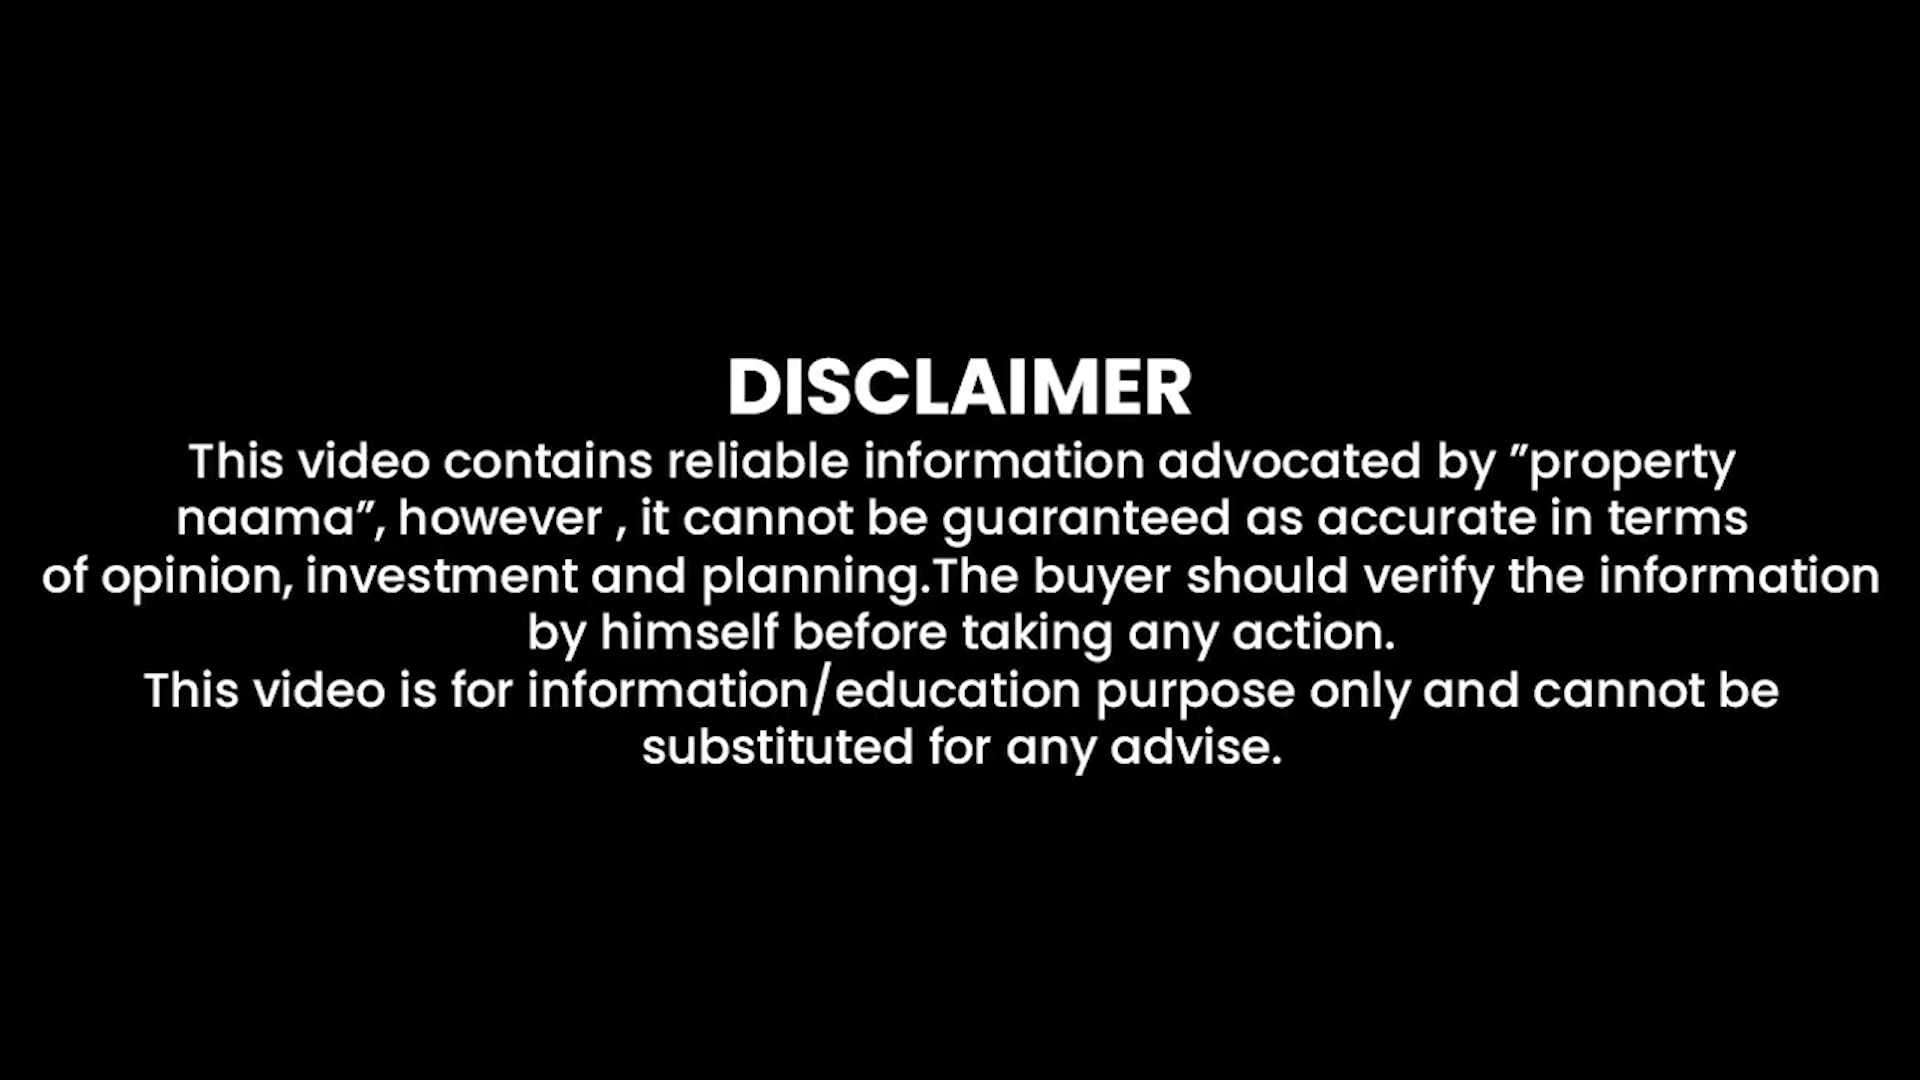 DISCLAIMER
This video contains reliable information advocated by ”property
naama”, however , it cannot be guaranteed as accurate in terms
of opinion, investment and planning.The buyer should verify the information
by himself before taking any action.
This video is for information/education purpose only and cannot be
substituted for any advise.